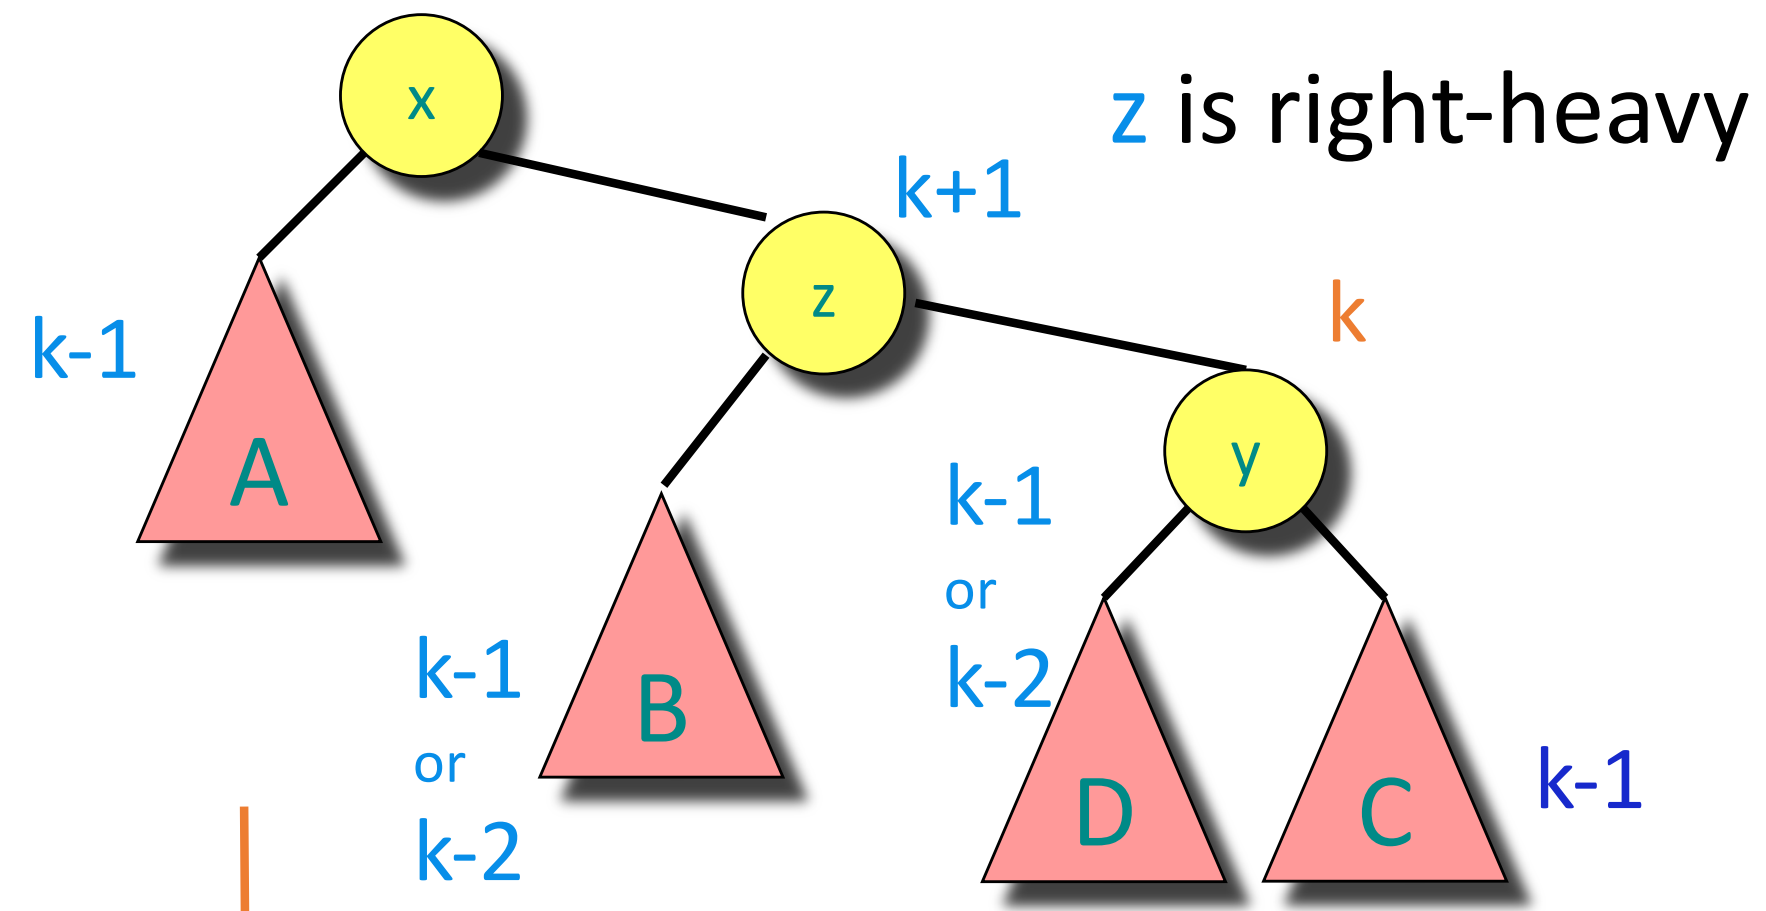 x
z is right-heavy
k+1
z
k
k-1
A
y
k-1
or
k-2
k-1
or
k-2
B
D
C
k-1